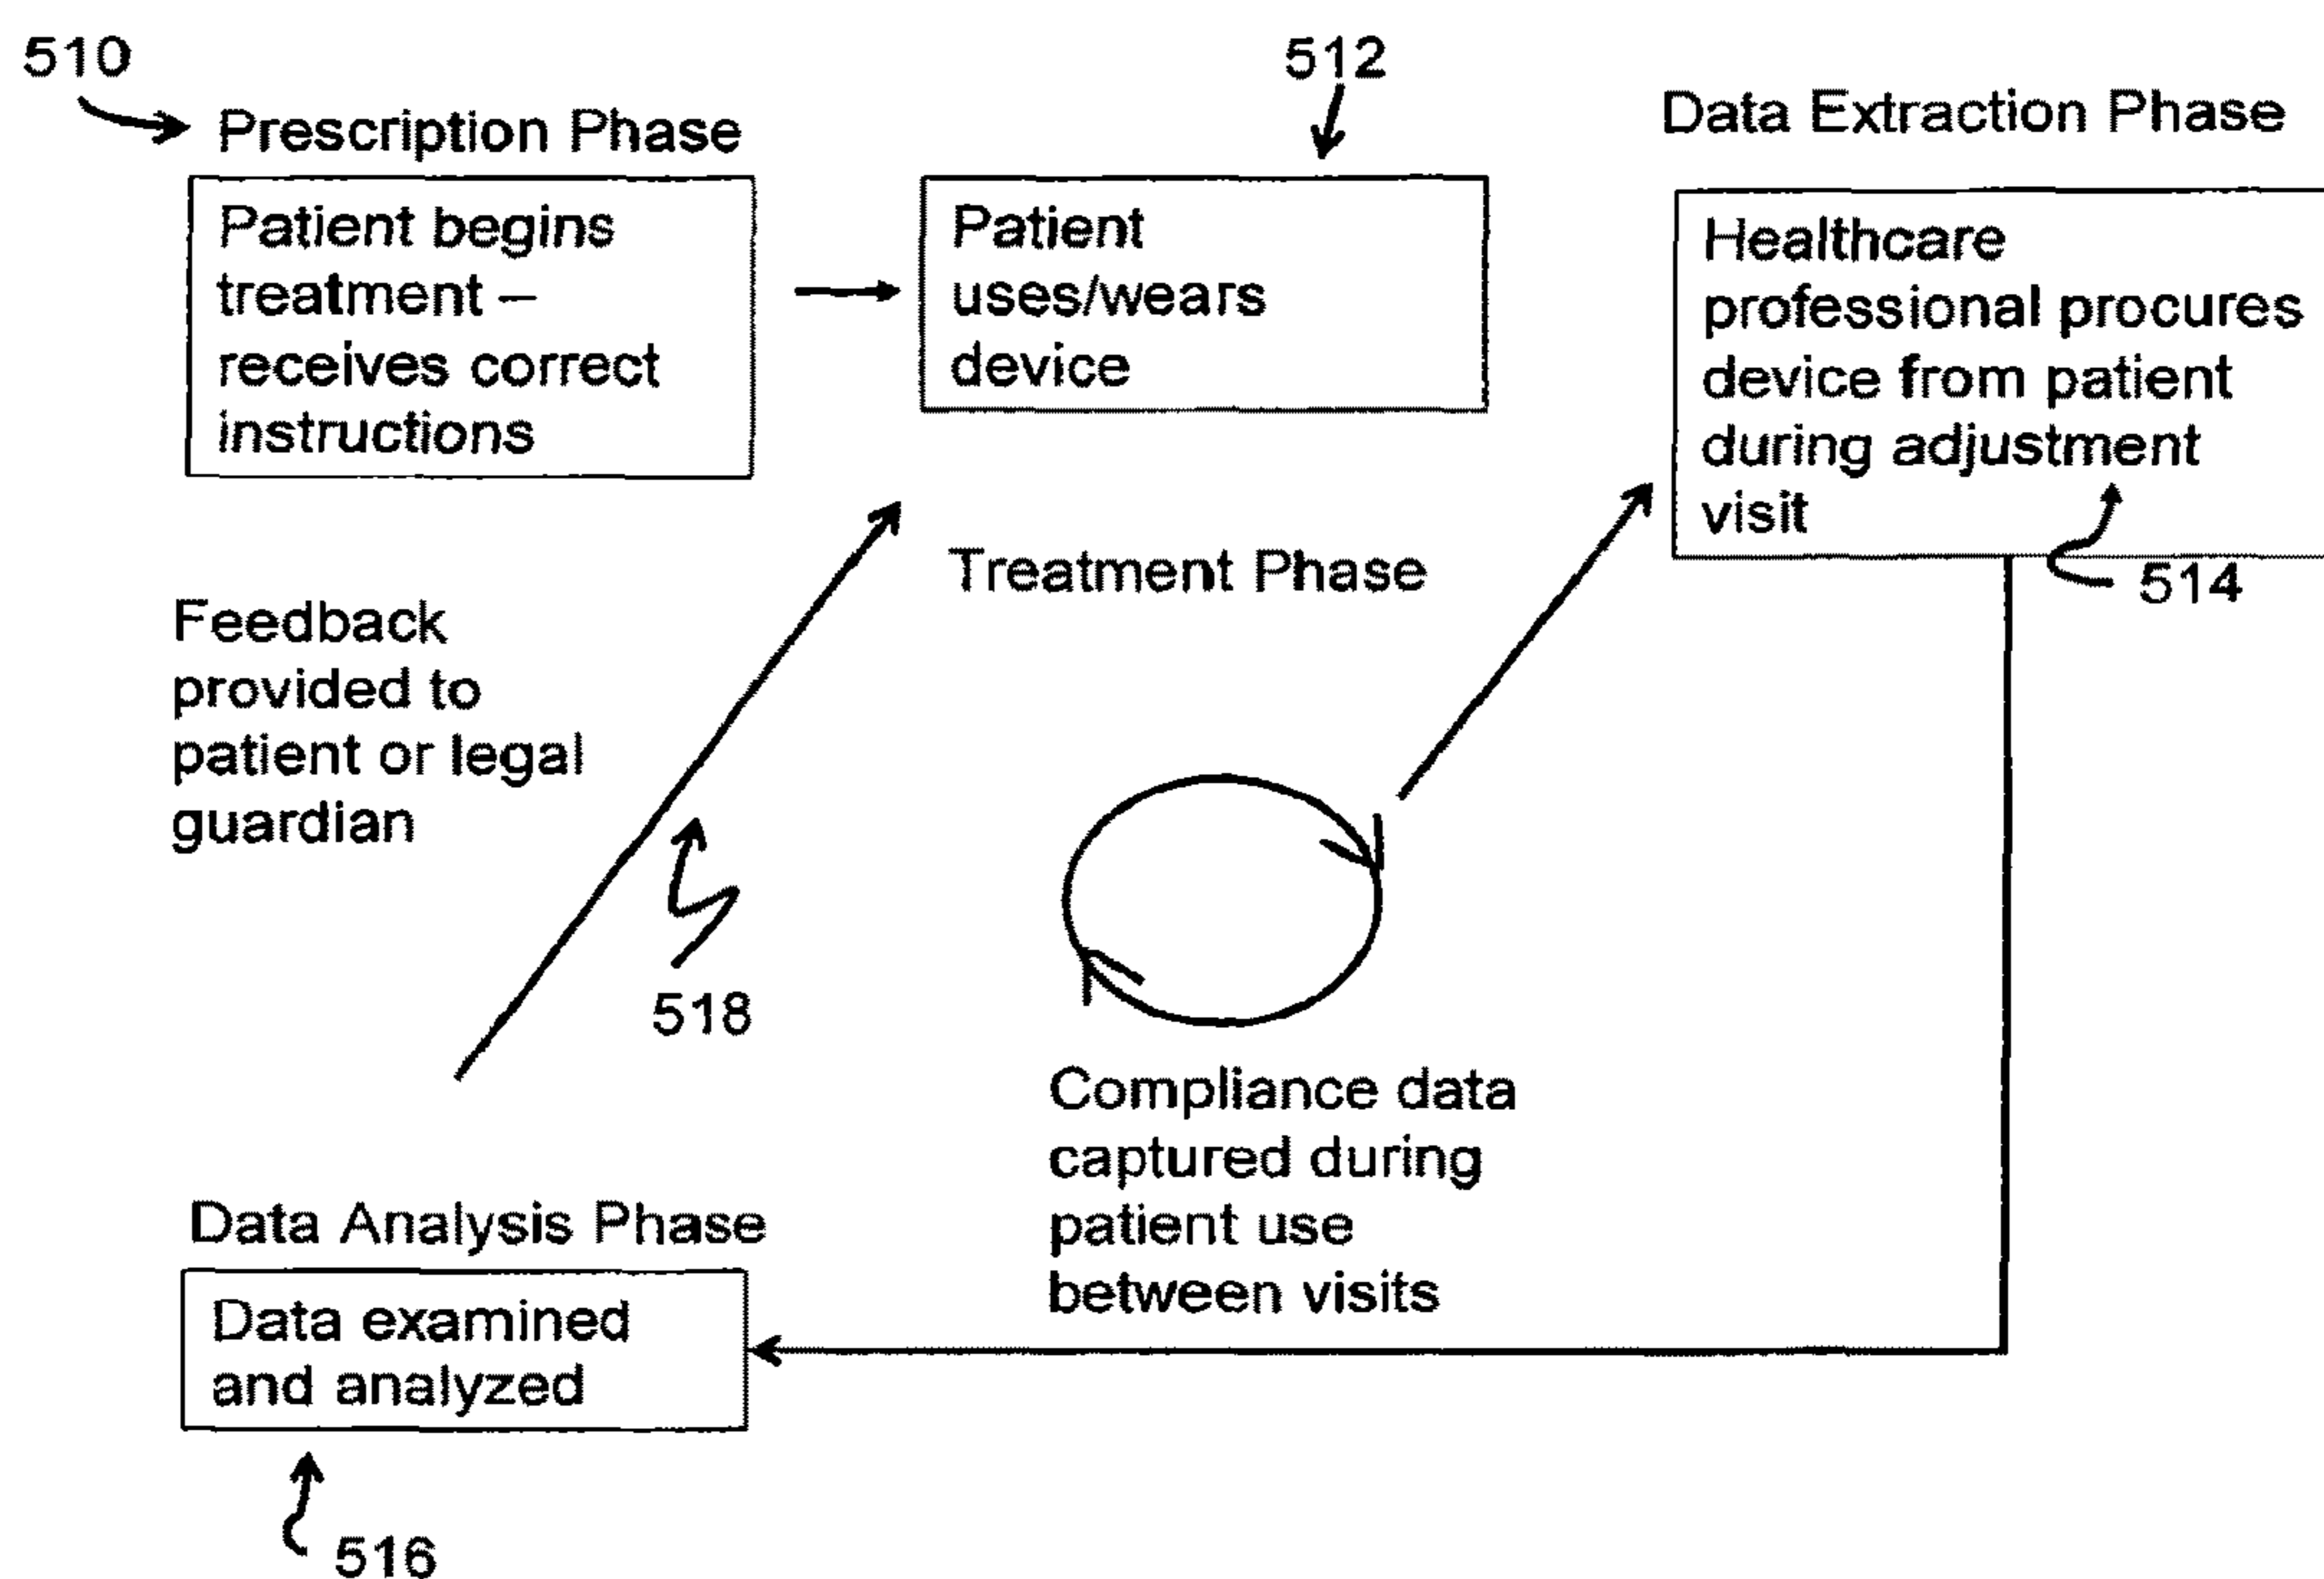 510
Prescription Phase
Patient begins
treatment –
receives correct
instructions
512
Patient
uses/wears
device
Data Extraction Phase
Healthcare
professional procures
device from patient
during adjustment
visit
514
Treatment Phase
Feedback
provided to
patient or legal
guardian
518
Compliance data
captured during
patient use
between visits
Data Analysis Phase
Data examined
and analyzed
516